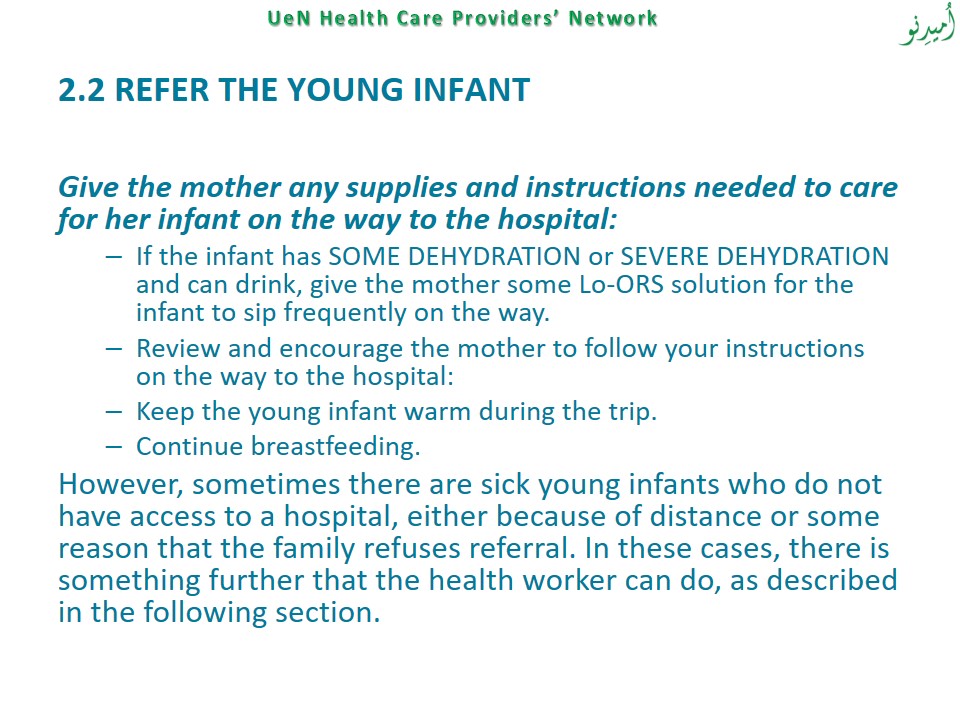 UeN Health Care Providers’ Network
اُمیدِنو
2.2 REFER THE YOUNG INFANT
Give the mother any supplies and instructions needed to care
for her infant on the way to the hospital:
– If the infant has SOME DEHYDRATION or SEVERE DEHYDRATION
and can drink, give the mother some Lo-ORS solution for the
infant to sip frequently on the way.
– Review and encourage the mother to follow your instructions
on the way to the hospital:
– Keep the young infant warm during the trip.
– Continue breastfeeding.
However, sometimes there are sick young infants who do not
have access to a hospital, either because of distance or some
reason that the family refuses referral. In these cases, there is
something further that the health worker can do, as described
in the following section.